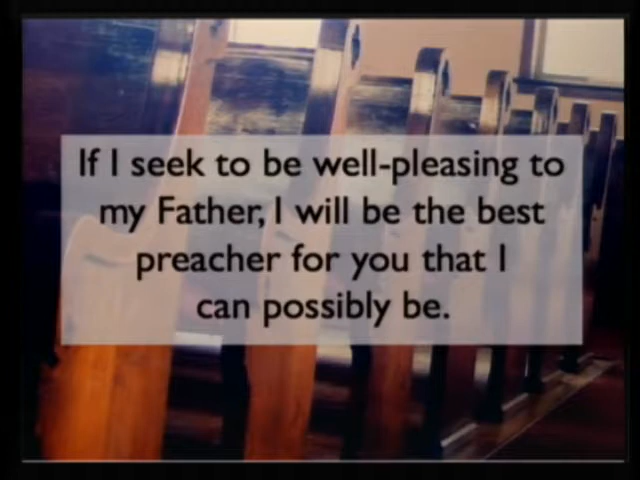 If I seek to be well-pleasing to
my Father, I will be the best
preacher for you that I
can possibly be.